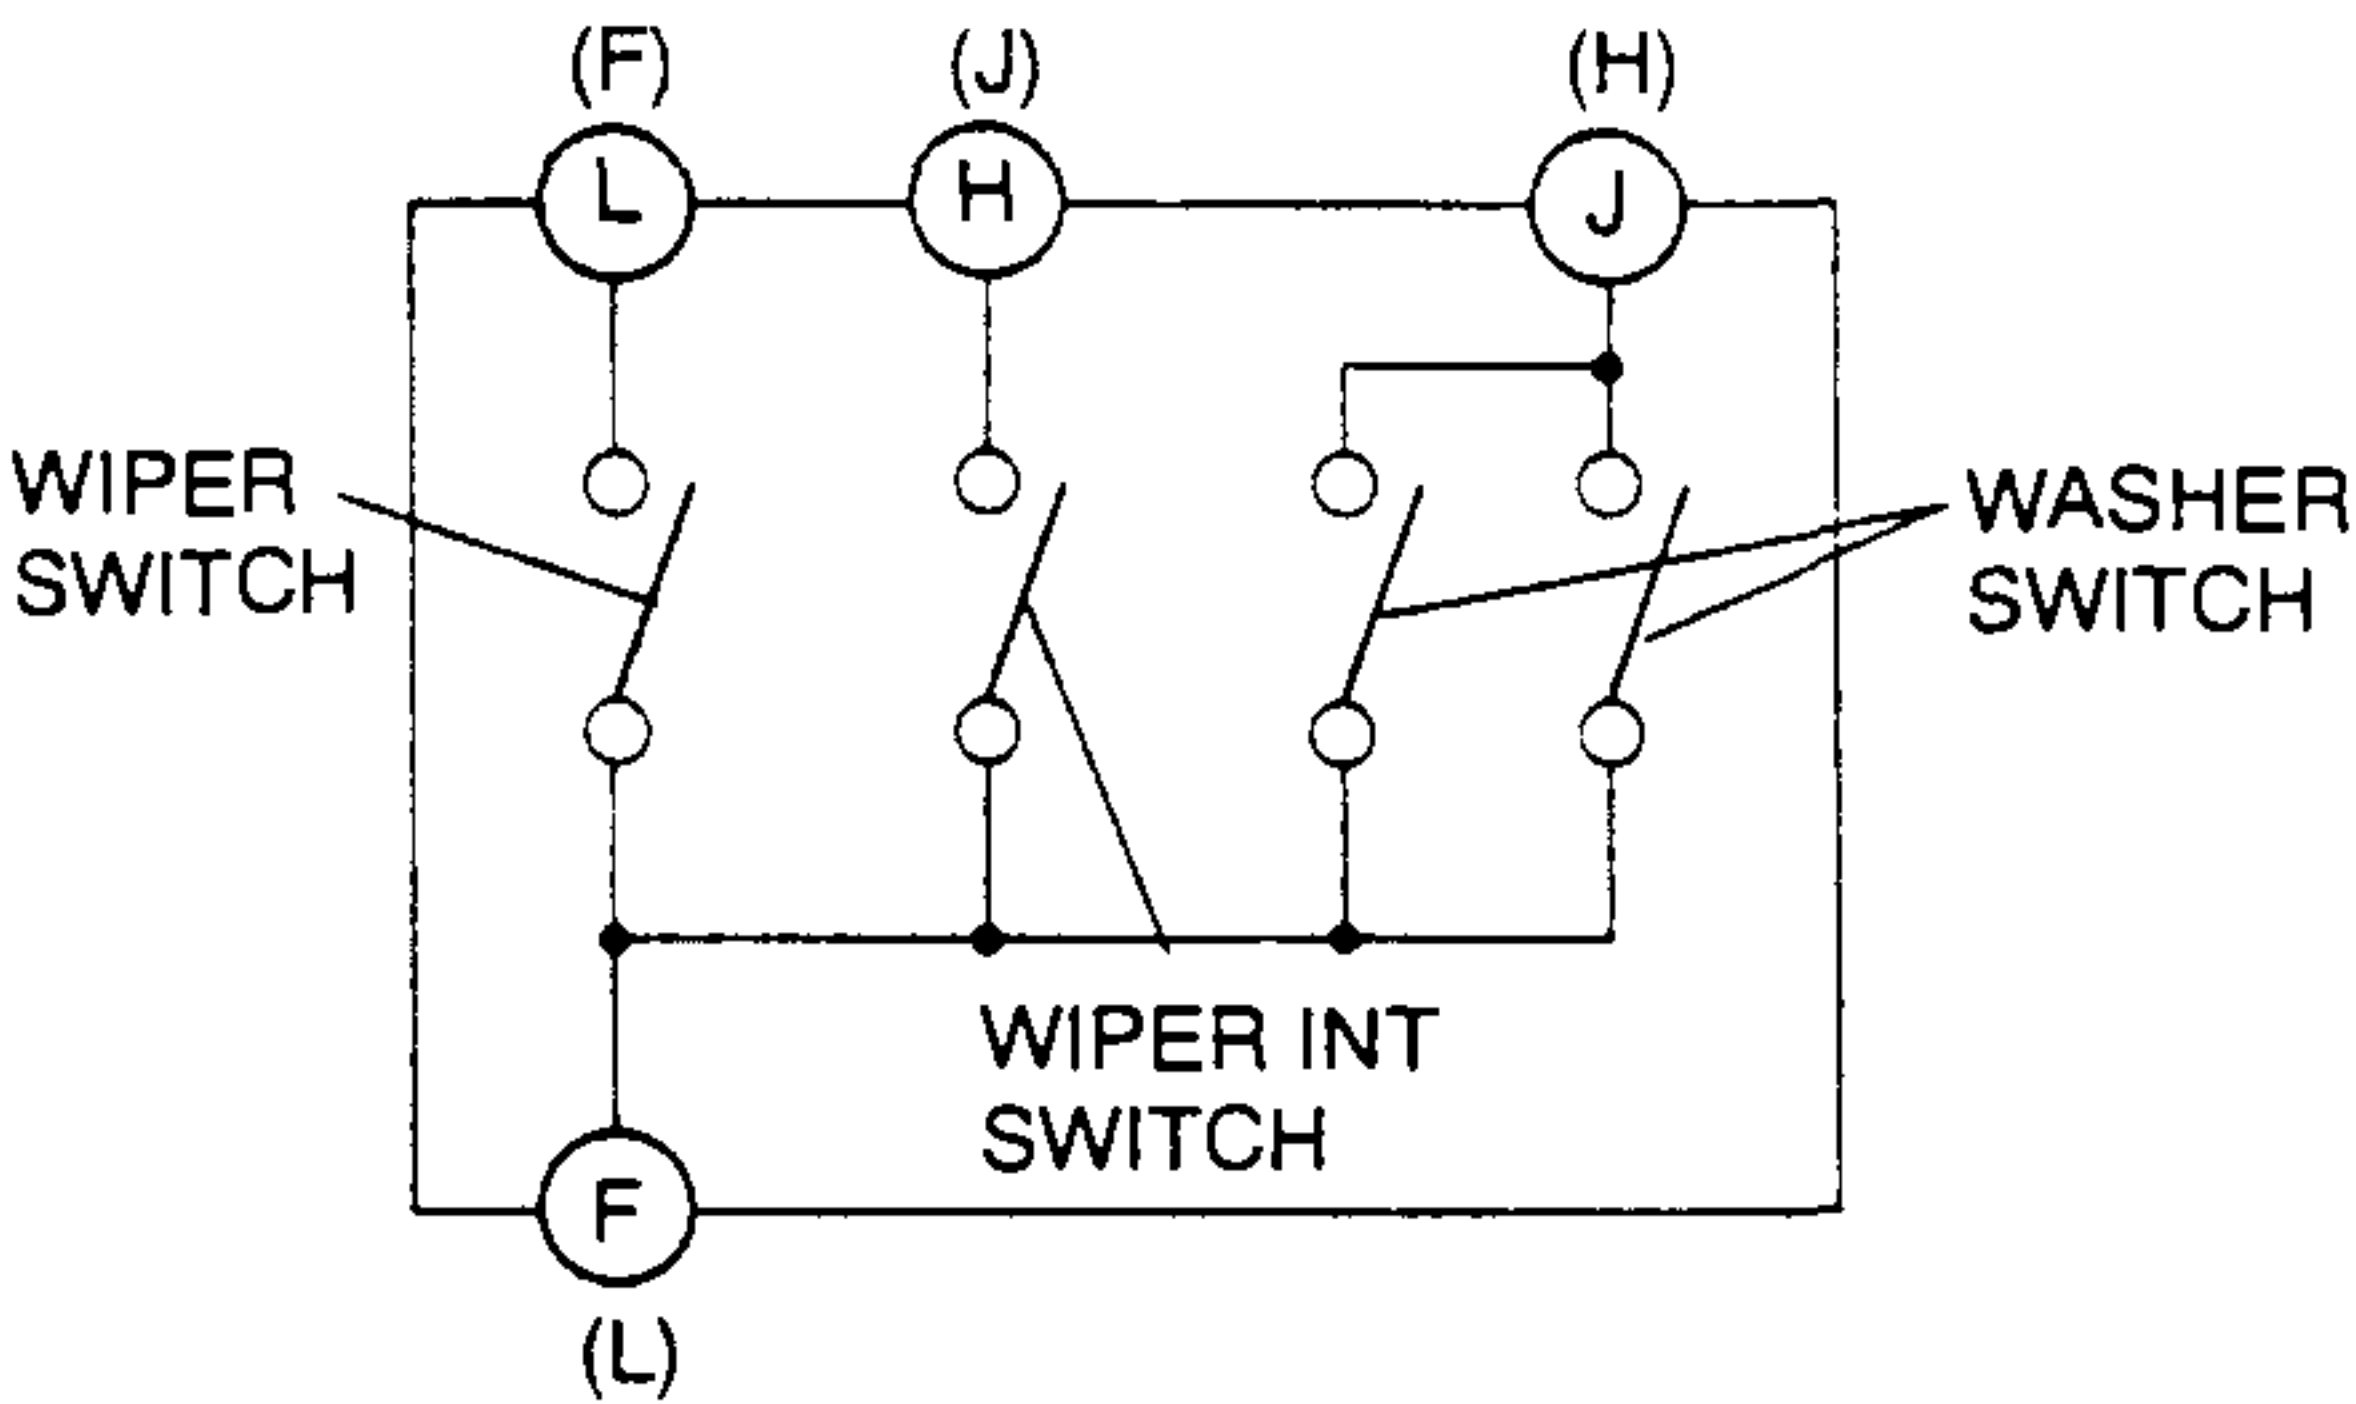 (F) (J) (H)
L H J
WIPER
SWITCH
WASHER
SWITCH
WIPER INT
SWITCH
F
(L)